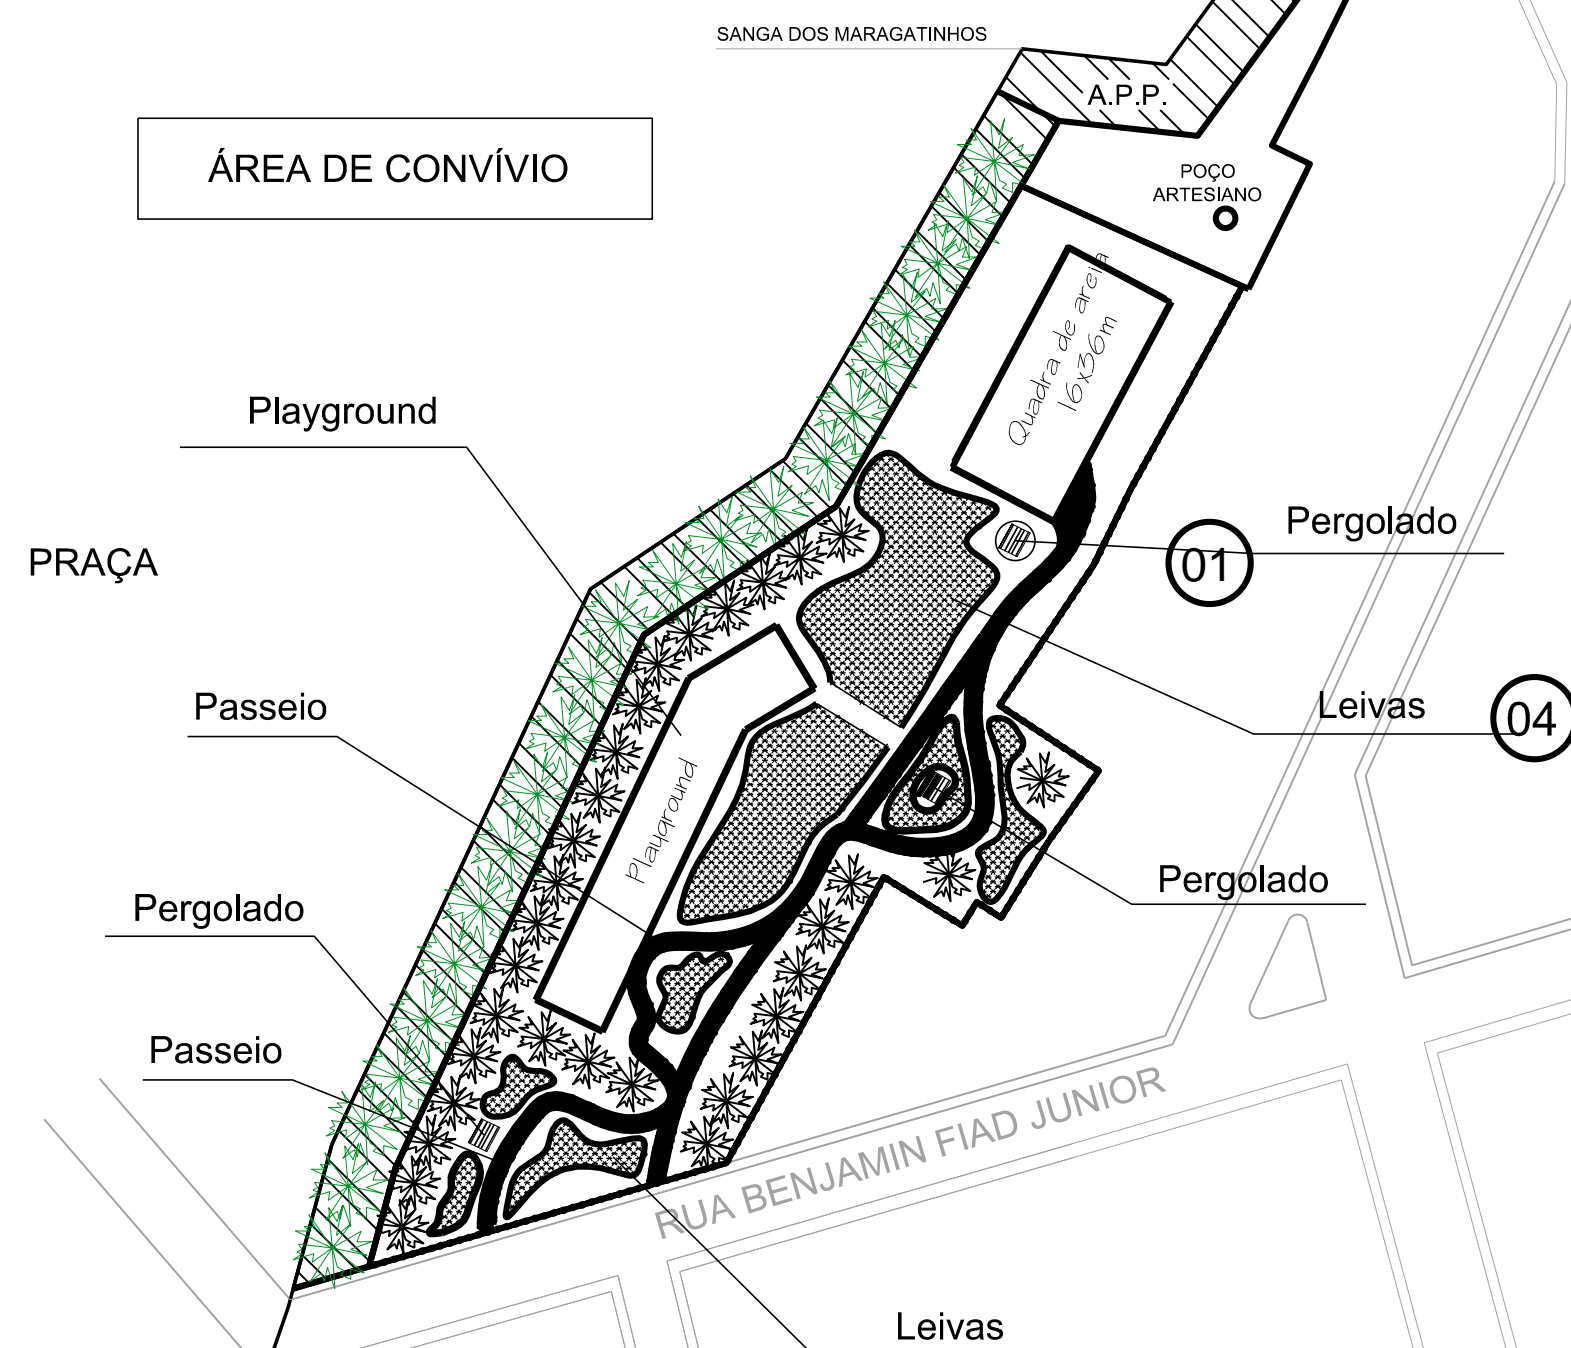 SANGA DOS MARAGATINHOS
A.P.P.
ÁREA DE CONVÍVIO
POÇO
ARTESIANO
Quadra de areia
16x36m
Playground
Pergolado
01
PRAÇA
Passeio
Leivas
04
Playground
Pergolado
Pergolado
Passeio
RUA BENJAMIN FIAD JUNIOR
Leivas